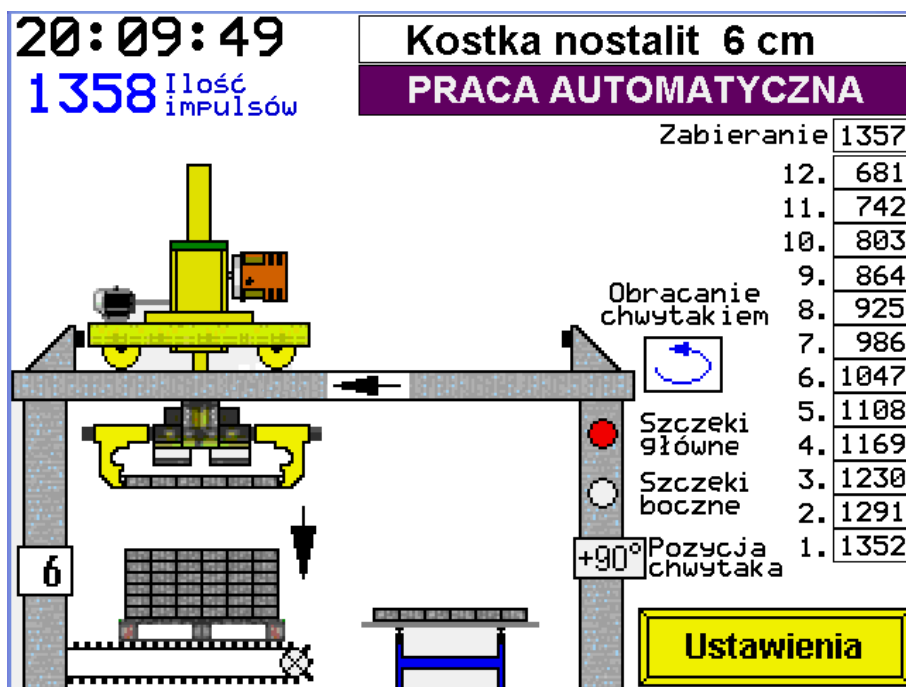 20:09:49
Kostka nostalit 6 cm
1358 Ilość impulsów
PRACA AUTOMATYCZNA
Zabieranie 1357
12. 681
11. 742
10. 803
9. 864
Obracanie chwytakiem
8. 925
7. 986
6. 1047
5. 1108
Szczęki główne
4. 1169
Szczeki boczne
3. 1230
2. 1291
6
+90°
Pozycja chwytaka
1. 1352
Ustawienia